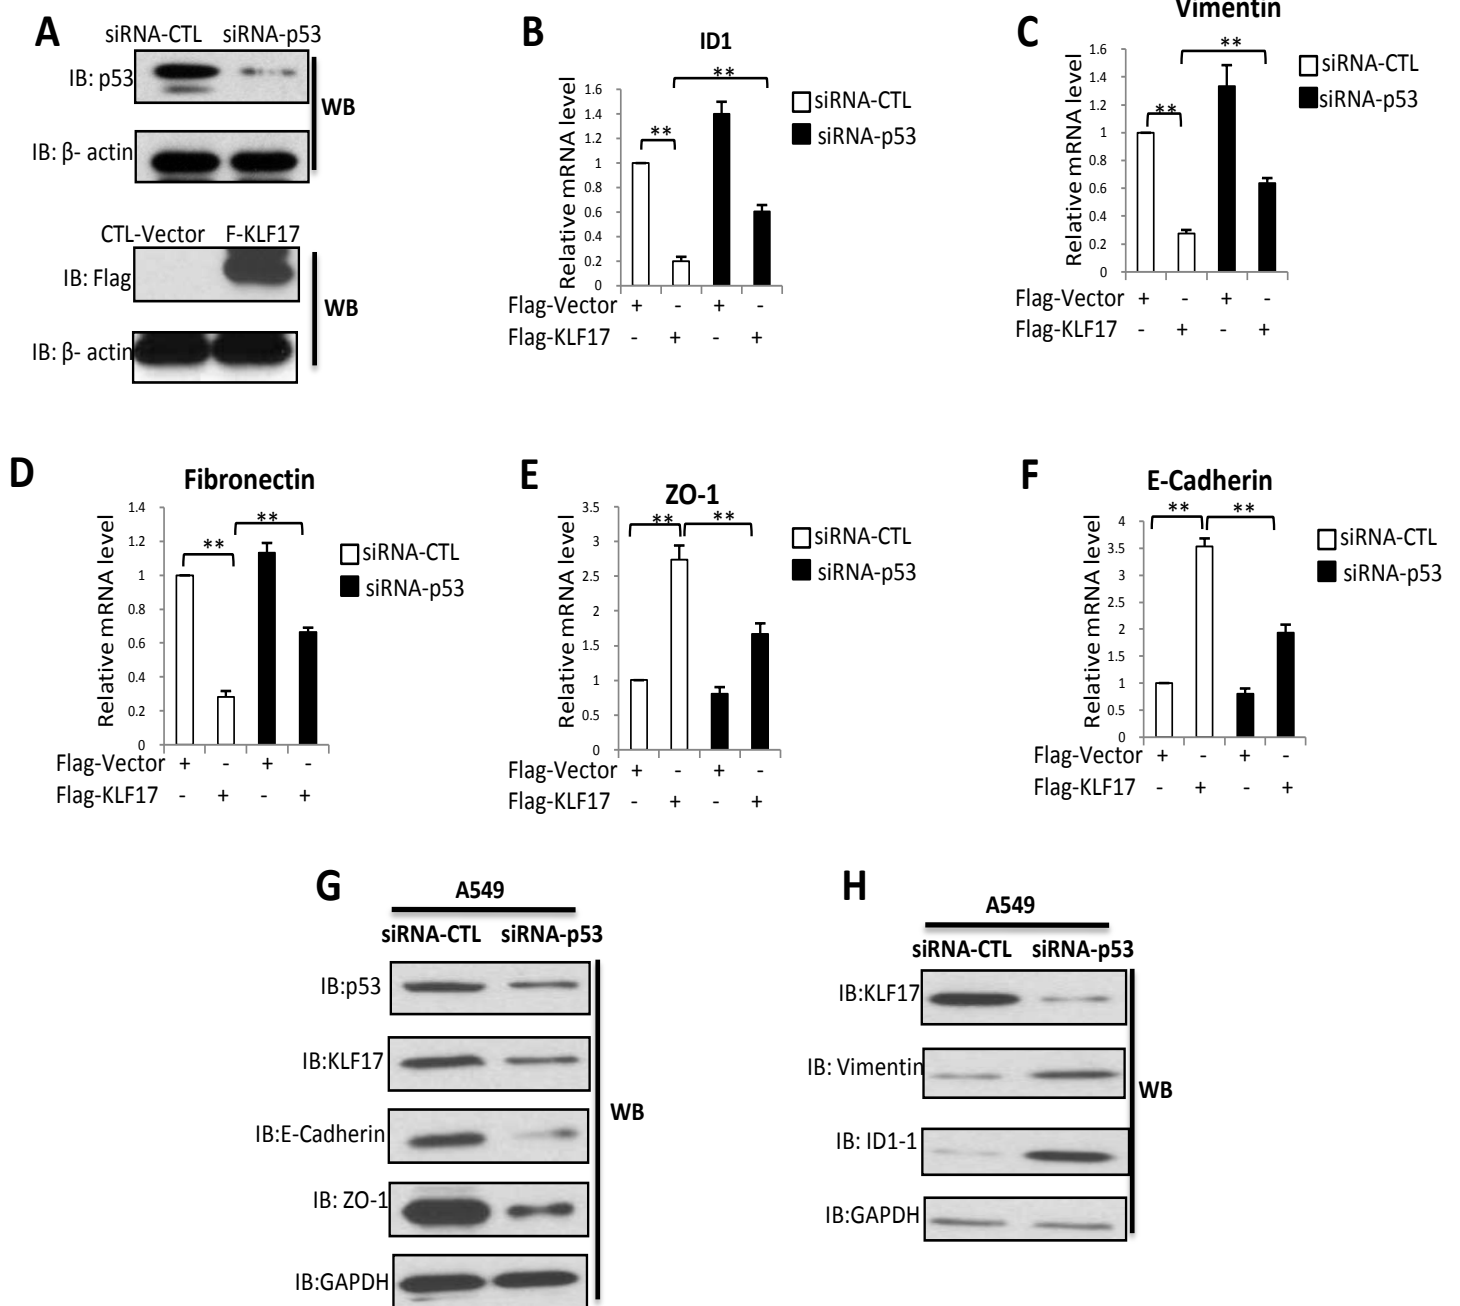 A
siRNA-CTL siRNA-p53
IB: p53
IB: β- actin
WB
CTL-Vector F-KLF17
IB: Flag
IB: β- actin
WB
B
ID1
Relative mRNA level
1.6
1.4
1.2
1
0.8
0.6
0.4
0.2
0
**
**
siRNA-CTL
siRNA-p53
Flag-Vector + - + -
Flag-KLF17 - + - +
C
Vimentin
Relative mRNA level
1.6
1.4
1.2
1
0.8
0.6
0.4
0.2
0
**
**
siRNA-CTL
siRNA-p53
Flag-Vector + - + -
Flag-KLF17 - + - +
D
Fibronectin
Relative mRNA level
1.4
1.2
1
0.8
0.6
0.4
0.2
0
**
**
siRNA-CTL
siRNA-p53
Flag-Vector + - + -
Flag-KLF17 - + - +
E
ZO-1
Relative mRNA level
3.5
3
2.5
2
1.5
1
0.5
0
**
**
siRNA-CTL
siRNA-p53
Flag-Vector + - + -
Flag-KLF17 - + - +
F
E-Cadherin
Relative mRNA level
4
3.5
3
2.5
2
1.5
1
0.5
0
**
**
siRNA-CTL
siRNA-p53
Flag-Vector + - + -
Flag-KLF17 - + - +
G
A549
siRNA-CTL siRNA-p53
IB:p53
IB:KLF17
IB:E-Cadherin
IB: ZO-1
IB:GAPDH
WB
H
A549
siRNA-CTL siRNA-p53
IB:KLF17
IB: Vimentin
IB: ID1-1
IB:GAPDH
WB